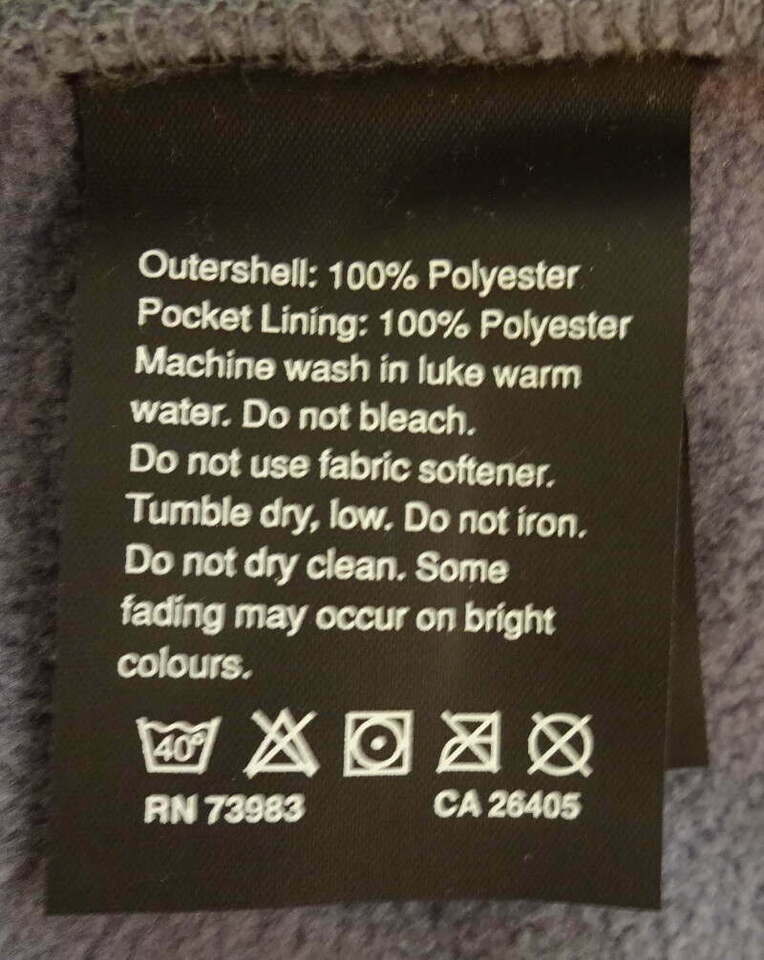 Outershell: 100% Polyester
Pocket Lining: 100% Polyester
Machine wash in luke warm
water. Do not bleach.
Do not use fabric softener.
Tumble dry, low. Do not iron.
Do not dry clean. Some
fading may occur on bright
colours.
40°
RN 73983 CA 26405